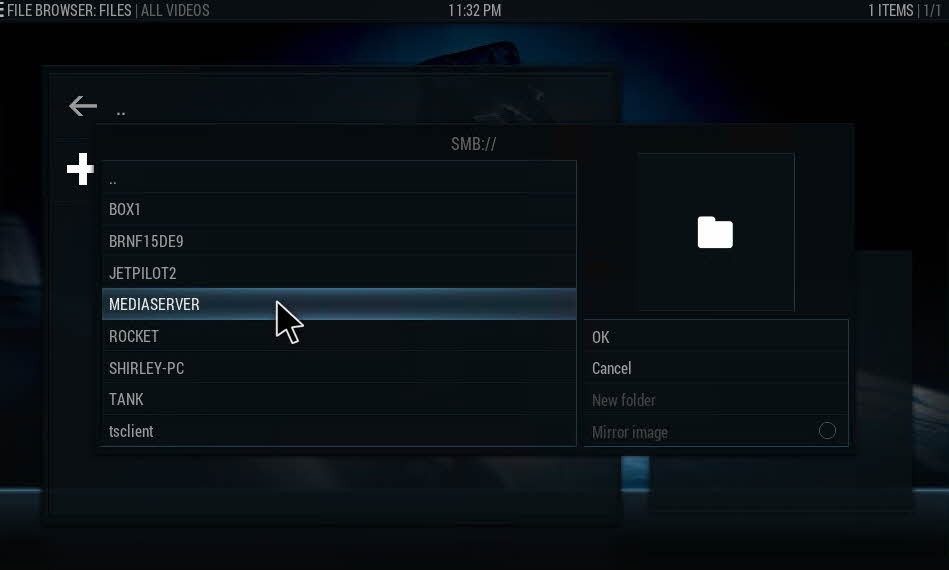 FILE BROWSER: FILES | ALL VIDEOS
11:32 PM
1 ITEMS | 1/1
..
SMB://
..
BOX1
BRNF15DE9
JETPILOT2
MEDIASERVER
ROCKET
SHIRLEY-PC
TANK
tsclient
OK
Cancel
New folder
Mirror image